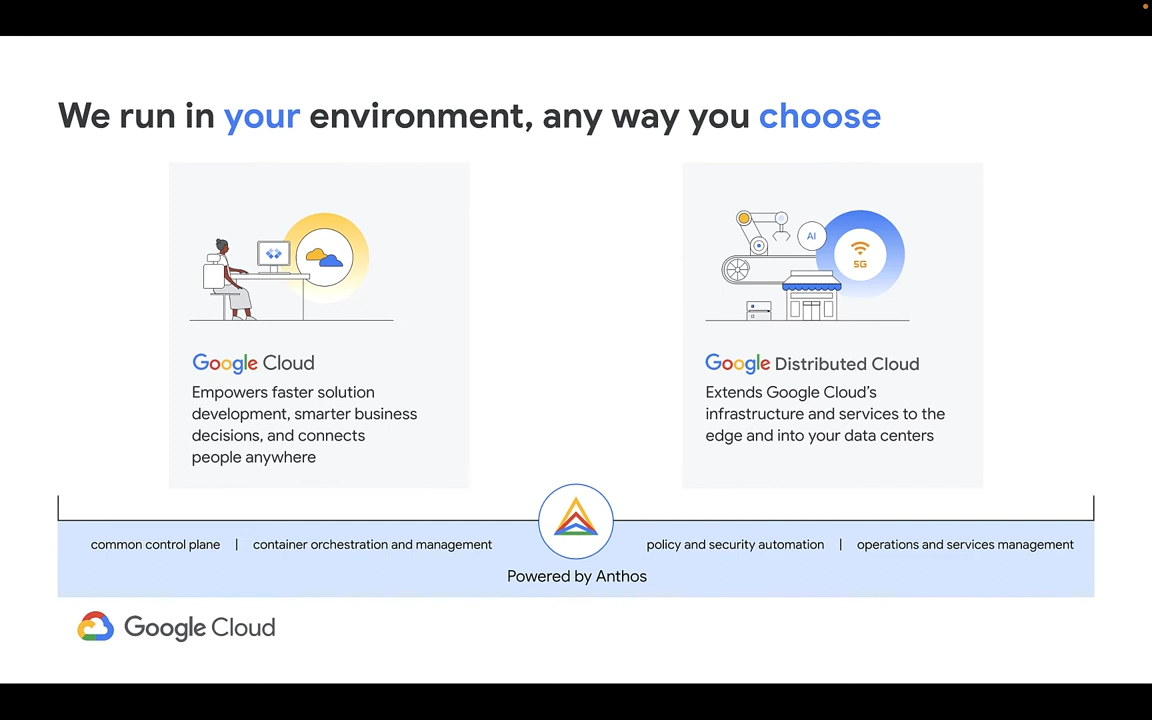 We run in your environment, any way you choose
AI
5G
Google Cloud
Empowers faster solution
development, smarter business
decisions, and connects
people anywhere
Google Distributed Cloud
Extends Google Cloud’s
infrastructure and services to the
edge and into your data centers
common control plane | container orchestration and management
policy and security automation | operations and services management
Powered by Anthos
Google Cloud